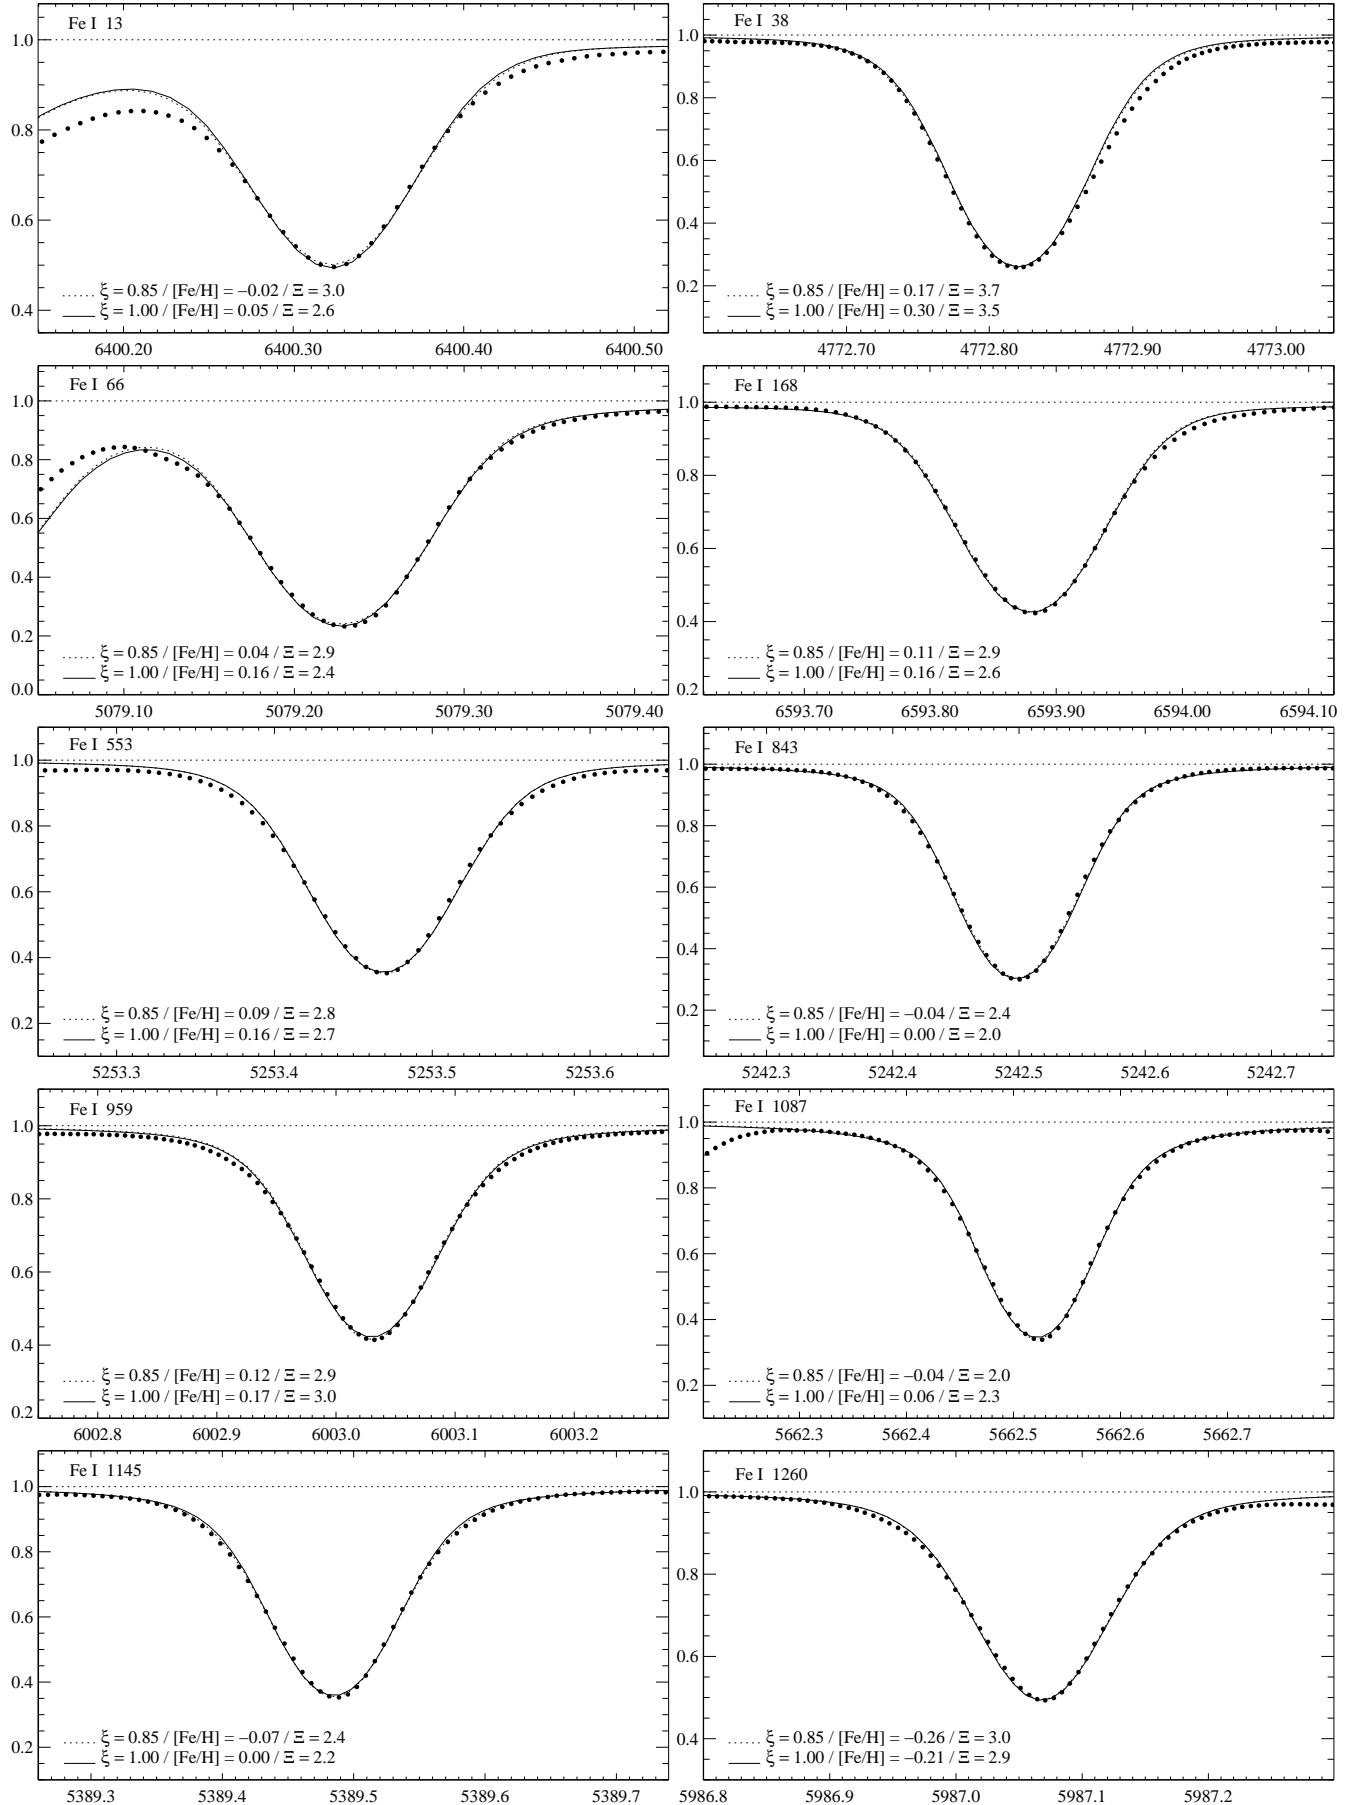 Fe I 13
1.0
0.8
0.6
0.4
ξ = 0.85 / [Fe/H] = −0.02 / Ξ = 3.0
ξ = 1.00 / [Fe/H] = 0.05 / Ξ = 2.6
6400.20 6400.30 6400.40 6400.50
Fe I 38
1.0
0.8
0.6
0.4
0.2
ξ = 0.85 / [Fe/H] = 0.17 / Ξ = 3.7
ξ = 1.00 / [Fe/H] = 0.30 / Ξ = 3.5
4772.70 4772.80 4772.90 4773.00
Fe I 66
1.0
0.8
0.6
0.4
0.2
0.0
ξ = 0.85 / [Fe/H] = 0.04 / Ξ = 2.9
ξ = 1.00 / [Fe/H] = 0.16 / Ξ = 2.4
5079.10 5079.20 5079.30 5079.40
Fe I 168
1.0
0.8
0.6
0.4
0.2
ξ = 0.85 / [Fe/H] = 0.11 / Ξ = 2.9
ξ = 1.00 / [Fe/H] = 0.16 / Ξ = 2.6
6593.70 6593.80 6593.90 6594.00 6594.10
Fe I 553
1.0
0.8
0.6
0.4
0.2
ξ = 0.85 / [Fe/H] = 0.09 / Ξ = 2.8
ξ = 1.00 / [Fe/H] = 0.16 / Ξ = 2.7
5253.3 5253.4 5253.5 5253.6
Fe I 843
1.0
0.8
0.6
0.4
0.2
ξ = 0.85 / [Fe/H] = −0.04 / Ξ = 2.4
ξ = 1.00 / [Fe/H] = 0.00 / Ξ = 2.0
5242.3 5242.4 5242.5 5242.6 5242.7
Fe I 959
1.0
0.8
0.6
0.4
0.2
ξ = 0.85 / [Fe/H] = 0.12 / Ξ = 2.9
ξ = 1.00 / [Fe/H] = 0.17 / Ξ = 3.0
6002.8 6002.9 6003.0 6003.1 6003.2
Fe I 1087
1.0
0.8
0.6
0.4
0.2
ξ = 0.85 / [Fe/H] = −0.04 / Ξ = 2.0
ξ = 1.00 / [Fe/H] = 0.06 / Ξ = 2.3
5662.3 5662.4 5662.5 5662.6 5662.7
Fe I 1145
1.0
0.8
0.6
0.4
0.2
ξ = 0.85 / [Fe/H] = −0.07 / Ξ = 2.4
ξ = 1.00 / [Fe/H] = 0.00 / Ξ = 2.2
5389.3 5389.4 5389.5 5389.6 5389.7
Fe I 1260
1.0
0.8
0.6
0.4
ξ = 0.85 / [Fe/H] = −0.26 / Ξ = 3.0
ξ = 1.00 / [Fe/H] = −0.21 / Ξ = 2.9
5986.8 5986.9 5987.0 5987.1 5987.2